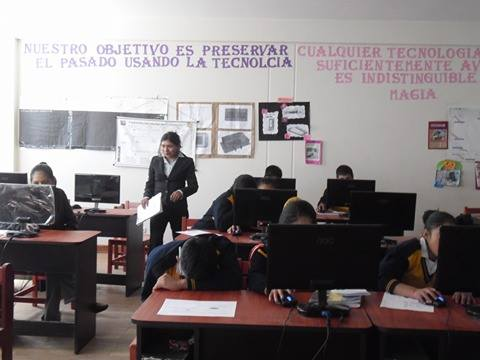 NUESTRO OBJETIVO ES PRESERVAR
EL PASADO USANDO LA TECNOLCIA
CUALQUIER TECNOLOGIA
SUFICIENTEMENTE AV
ES INDISTINGUIBLE
MAGIA